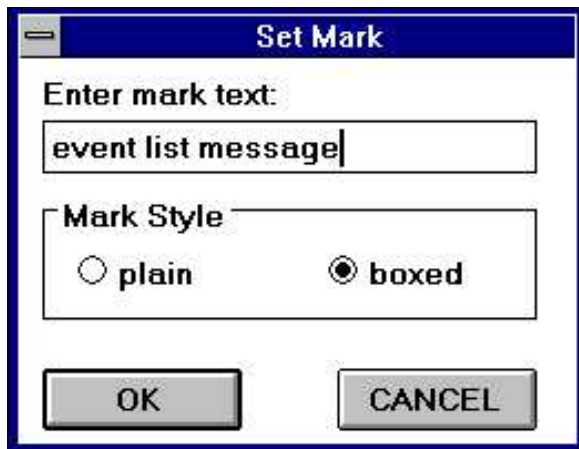 Set Mark
Enter mark text:
event list message
Mark Style
plain boxed
OK CANCEL